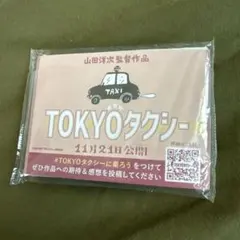 山田洋次監督作品
TAXI
TOKYOタクシー
11月21日公開
#TOKYOタクシーに乗ろう をつけて
ぜひ作品への期待&感想を投稿してください